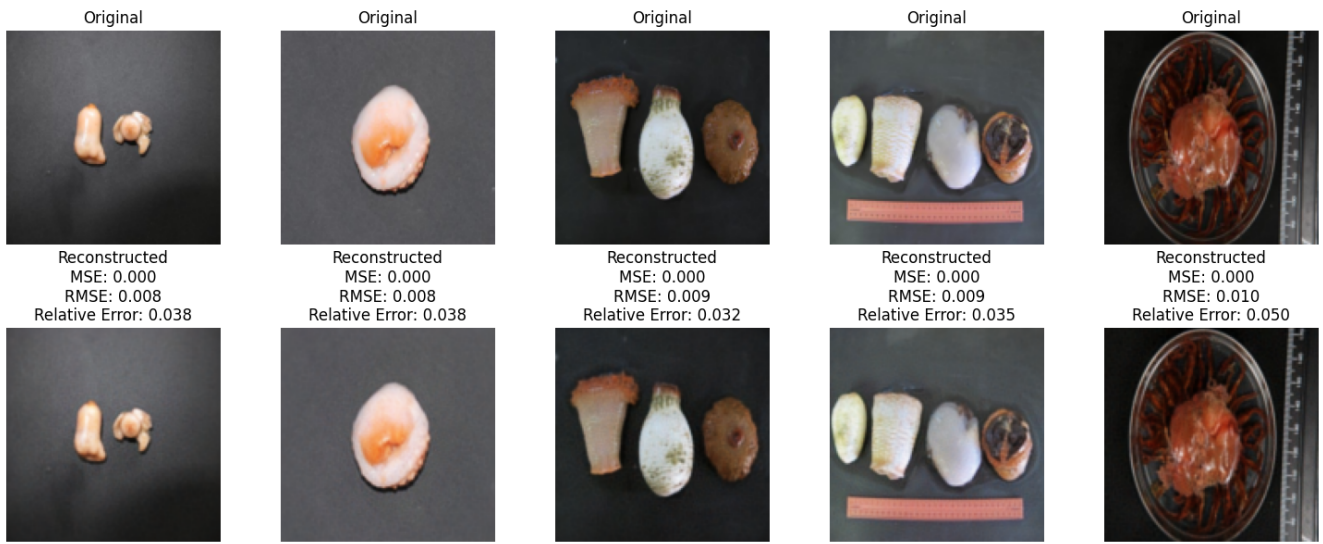 Original
Original
Original
Original
Original
Reconstructed
MSE: 0.000
RMSE: 0.008
Relative Error: 0.038
Reconstructed
MSE: 0.000
RMSE: 0.008
Relative Error: 0.038
Reconstructed
MSE: 0.000
RMSE: 0.009
Relative Error: 0.032
Reconstructed
MSE: 0.000
RMSE: 0.009
Relative Error: 0.035
Reconstructed
MSE: 0.000
RMSE: 0.010
Relative Error: 0.050